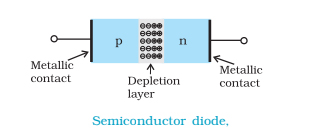 p
n
Metallic
contact
Depletion
layer
Metallic
contact
Semiconductor diode,